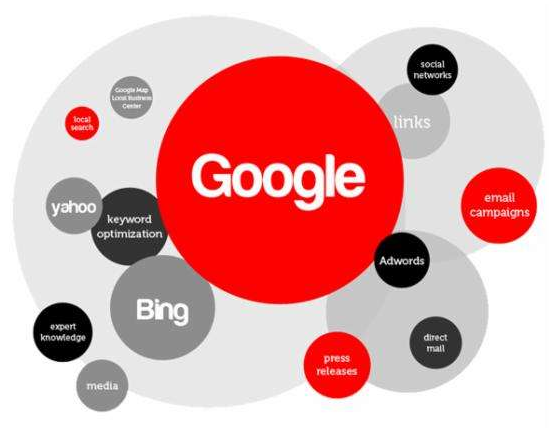 social
networks
Google Map
Local Business
Center
local
search
links
Google
yahoo
keyword
optimization
email
campaigns
Adwords
Bing
expert
knowledge
direct
mail
press
releases
media